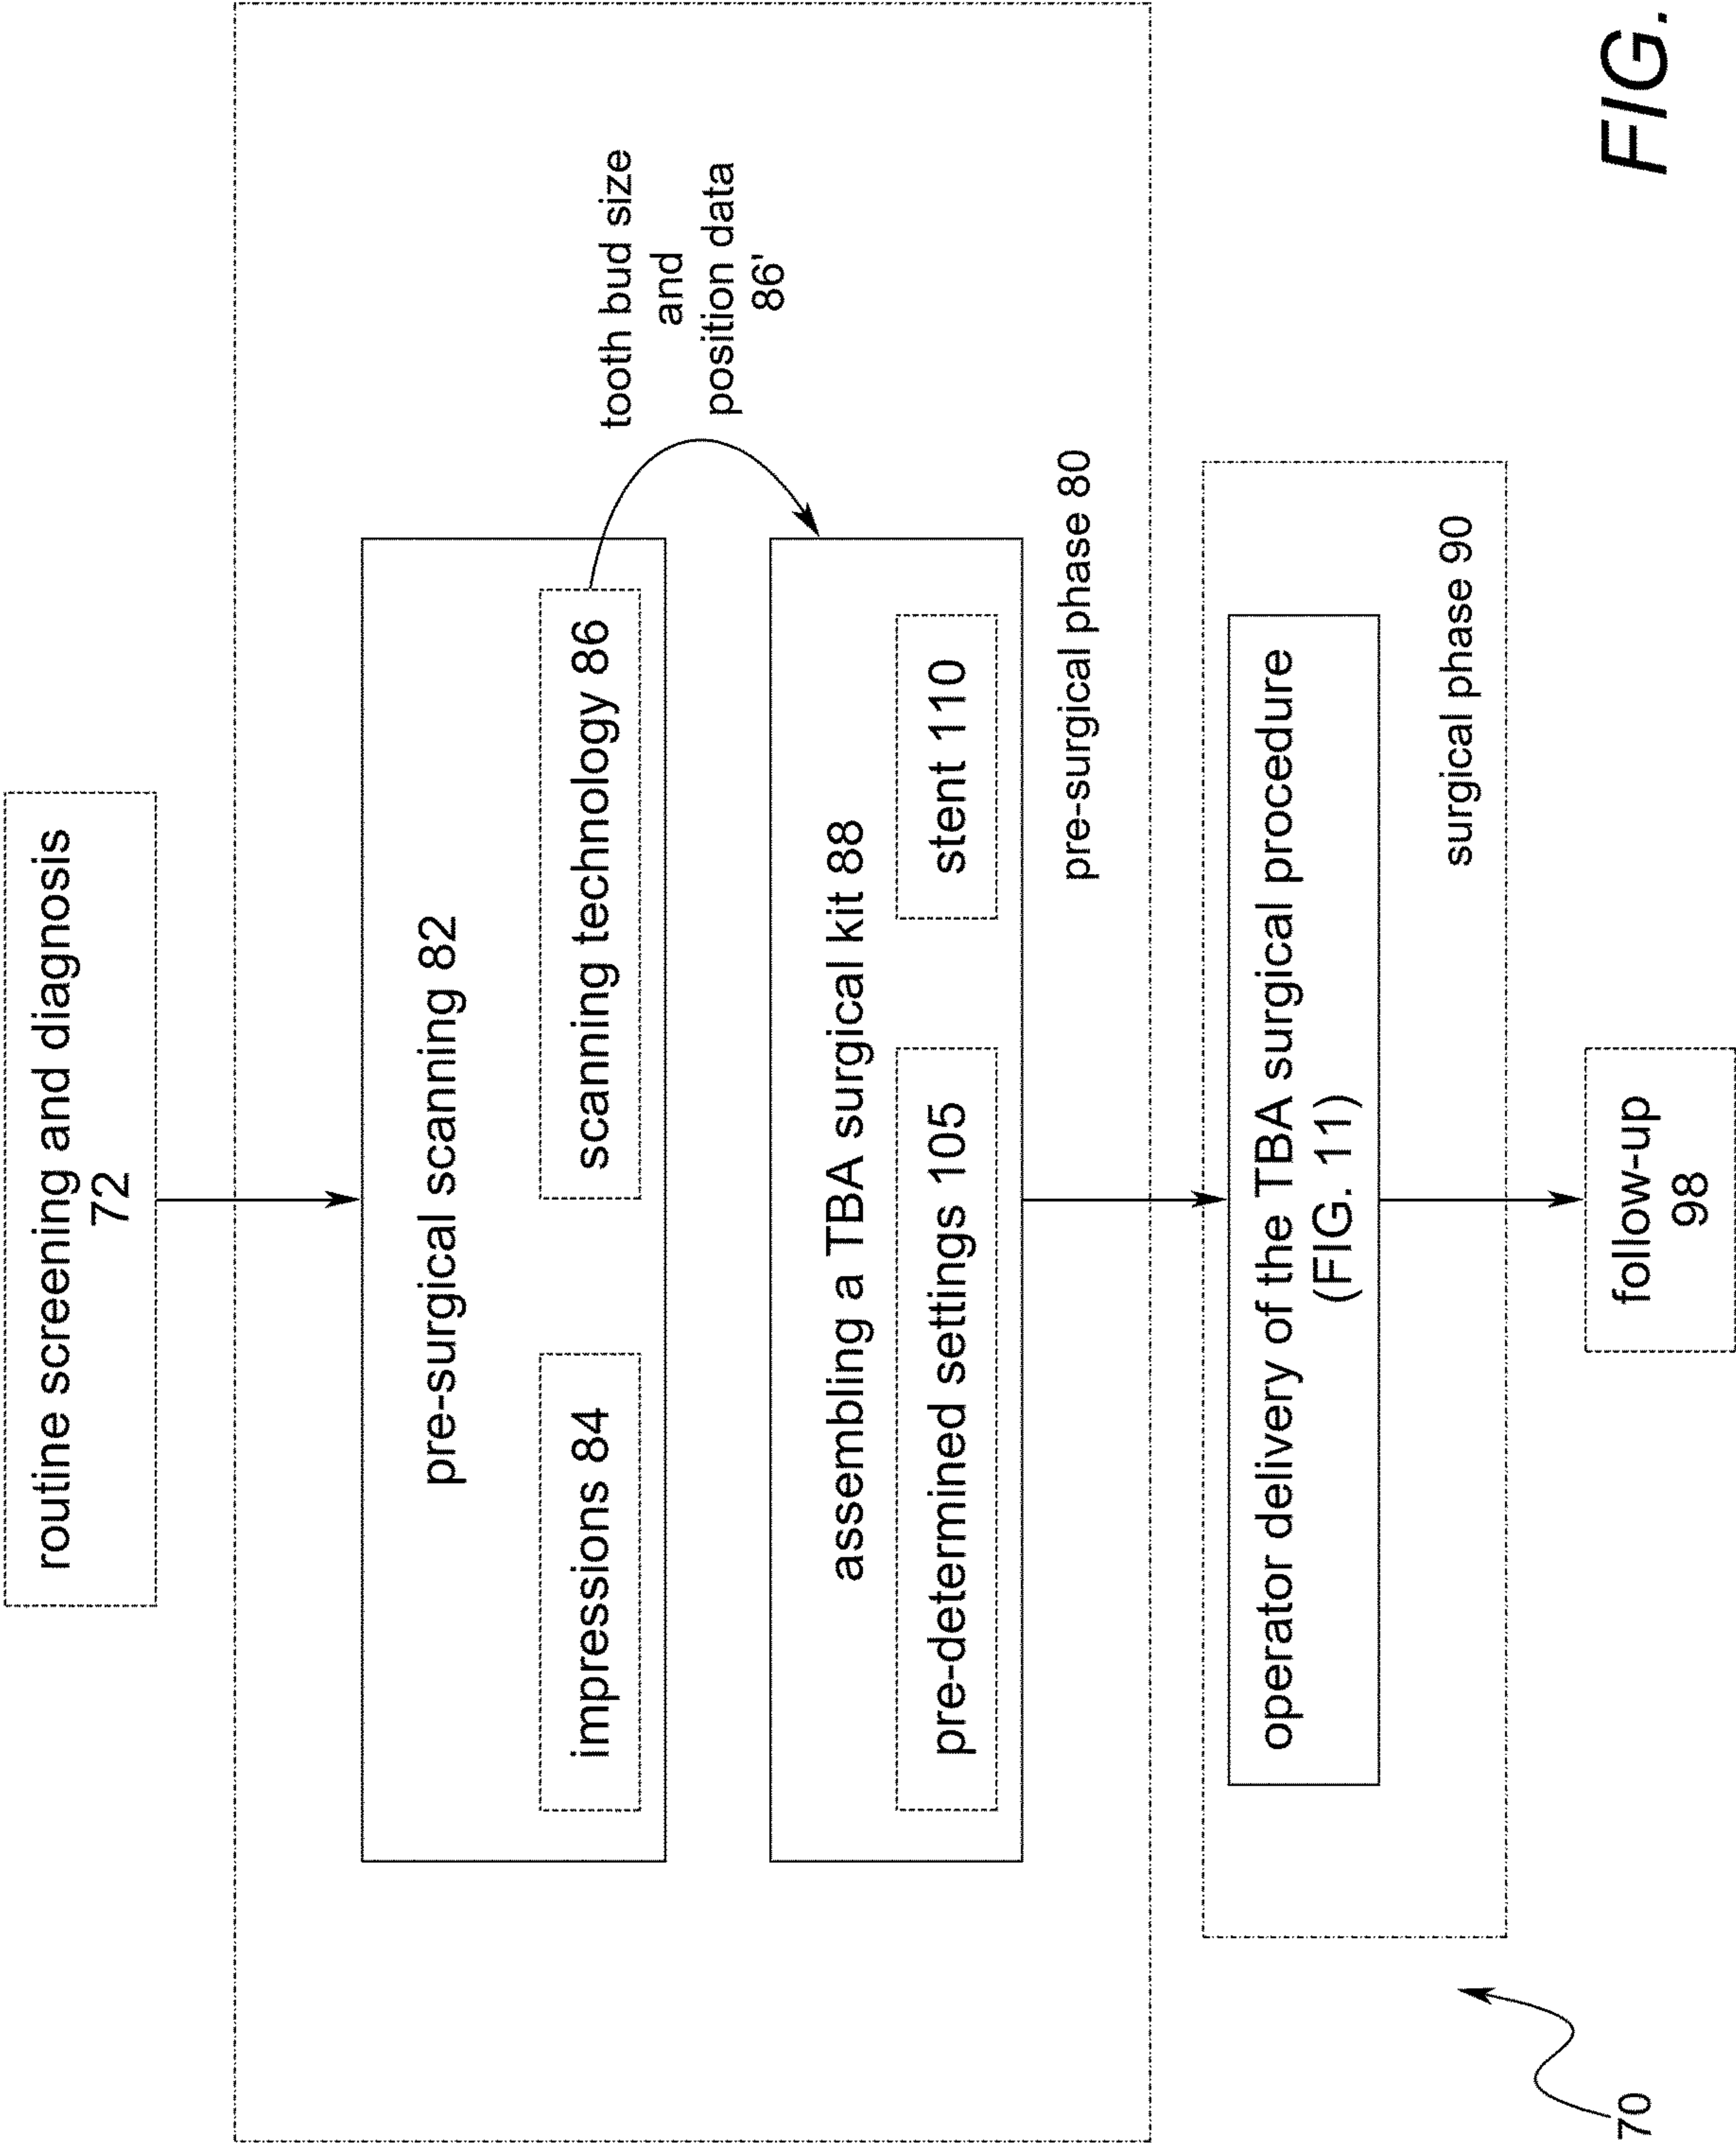 routine screening and diagnosis
72
pre-surgical scanning 82
impressions 84
scanning technology 86
tooth bud size
and
position data
86'
assembling a TBA surgical kit 88
pre-determined settings 105
stent 110
pre-surgical phase 80
operator delivery of the TBA surgical procedure
(FIG. 11)
surgical phase 90
follow-up
98
70
FIG.